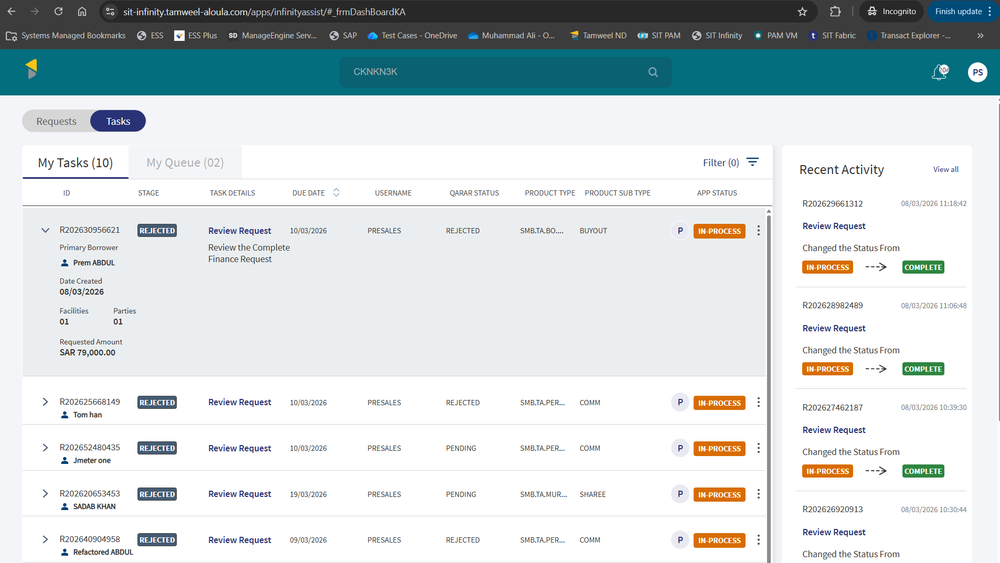 sit-infinity.tamweel-aloula.com/apps/infinityassist/#_frmDashBoardKA
Incognito
Finish update
Systems Managed Bookmarks
ESS
ESS Plus
SD ManageEngine Serv...
SAP
Test Cases - OneDrive
Muhammad Ali - O...
Tamweel ND
SIT PAM
SIT Infinity
PAM VM
t SIT Fabric
t Transact Explorer -...
CKNKN3K
204
PS
Requests
Tasks
My Tasks (10)
My Queue (02)
Filter (0)
ID STAGE TASK DETAILS DUE DATE USERNAME QARAR STATUS PRODUCT TYPE PRODUCT SUB TYPE APP STATUS
R202630956621 REJECTED Review Request 10/03/2026 PRESALES REJECTED SMB.TA.BO.... BUYOUT P IN-PROCESS
Primary Borrower
Review the Complete
Finance Request
Prem ABDUL
Date Created
08/03/2026
Facilities Parties
01 01
Requested Amount
SAR 79,000.00
R202625668149 REJECTED Review Request 10/03/2026 PRESALES REJECTED SMB.TA.PER... COMM P IN-PROCESS
Tom han
R202652480435 REJECTED Review Request 10/03/2026 PRESALES PENDING SMB.TA.PER... COMM P IN-PROCESS
Jmeter one
R202620653453 REJECTED Review Request 19/03/2026 PRESALES PENDING SMB.TA.MUR... SHAREE P IN-PROCESS
SADAB KHAN
R202640904958 REJECTED Review Request 09/03/2026 PRESALES REJECTED SMB.TA.PER... COMM P IN-PROCESS
Refactored ABDUL
Recent Activity
View all
R202629661312 08/03/2026 11:18:42
Review Request
Changed the Status From
IN-PROCESS COMPLETE
R202628982489 08/03/2026 11:06:48
Review Request
Changed the Status From
IN-PROCESS COMPLETE
R202627462187 08/03/2026 10:39:30
Review Request
Changed the Status From
IN-PROCESS COMPLETE
R202626920913 08/03/2026 10:30:44
Review Request
Changed the Status From